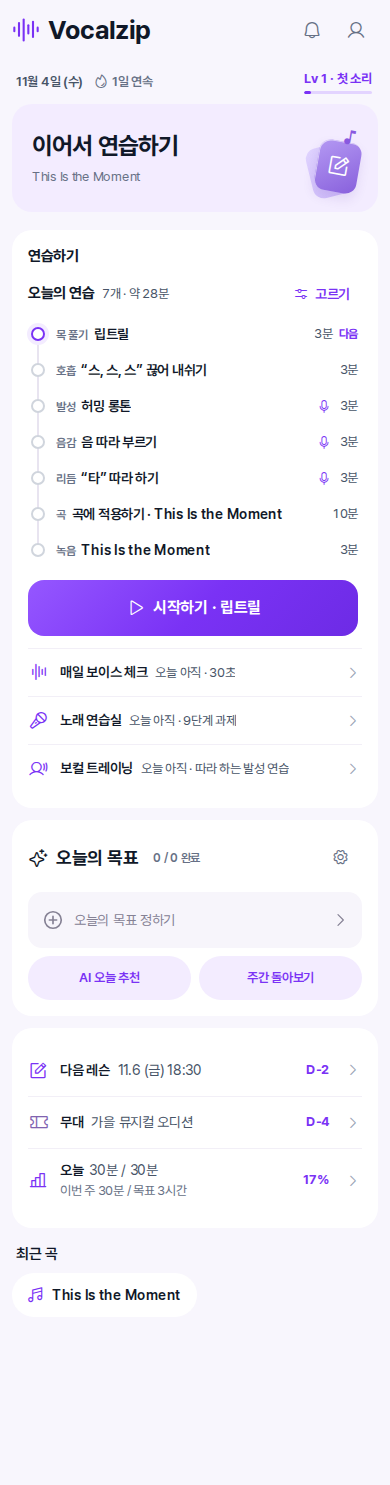 Vocalzip
11월 4일 (수) 1일 연속 Lv 1 · 첫 소리
이어서 연습하기
This Is the Moment
연습하기
오늘의 연습 7개 · 약 28분 고르기
목 풀기 립트릴 3분 다음
호흡 “스, 스, 스” 끊어 내쉬기 3분
발성 허밍 롱톤 3분
음감 음 따라 부르기 3분
리듬 “타” 따라 하기 3분
곡 곡에 적용하기 · This Is the Moment 10분
녹음 This Is the Moment 3분
시작하기 · 립트릴
매일 보이스 체크 오늘 아직 · 30초
노래 연습실 오늘 아직 · 9단계 과제
보컬 트레이닝 오늘 아직 · 따라 하는 발성 연습
오늘의 목표 0 / 0 완료
오늘의 목표 정하기
AI 오늘 추천 주간 돌아보기
다음 레슨 11.6 (금) 18:30 D-2
무대 가을 뮤지컬 오디션 D-4
오늘 30분 / 30분 17%
이번 주 30분 / 목표 3시간
최근 곡
This Is the Moment